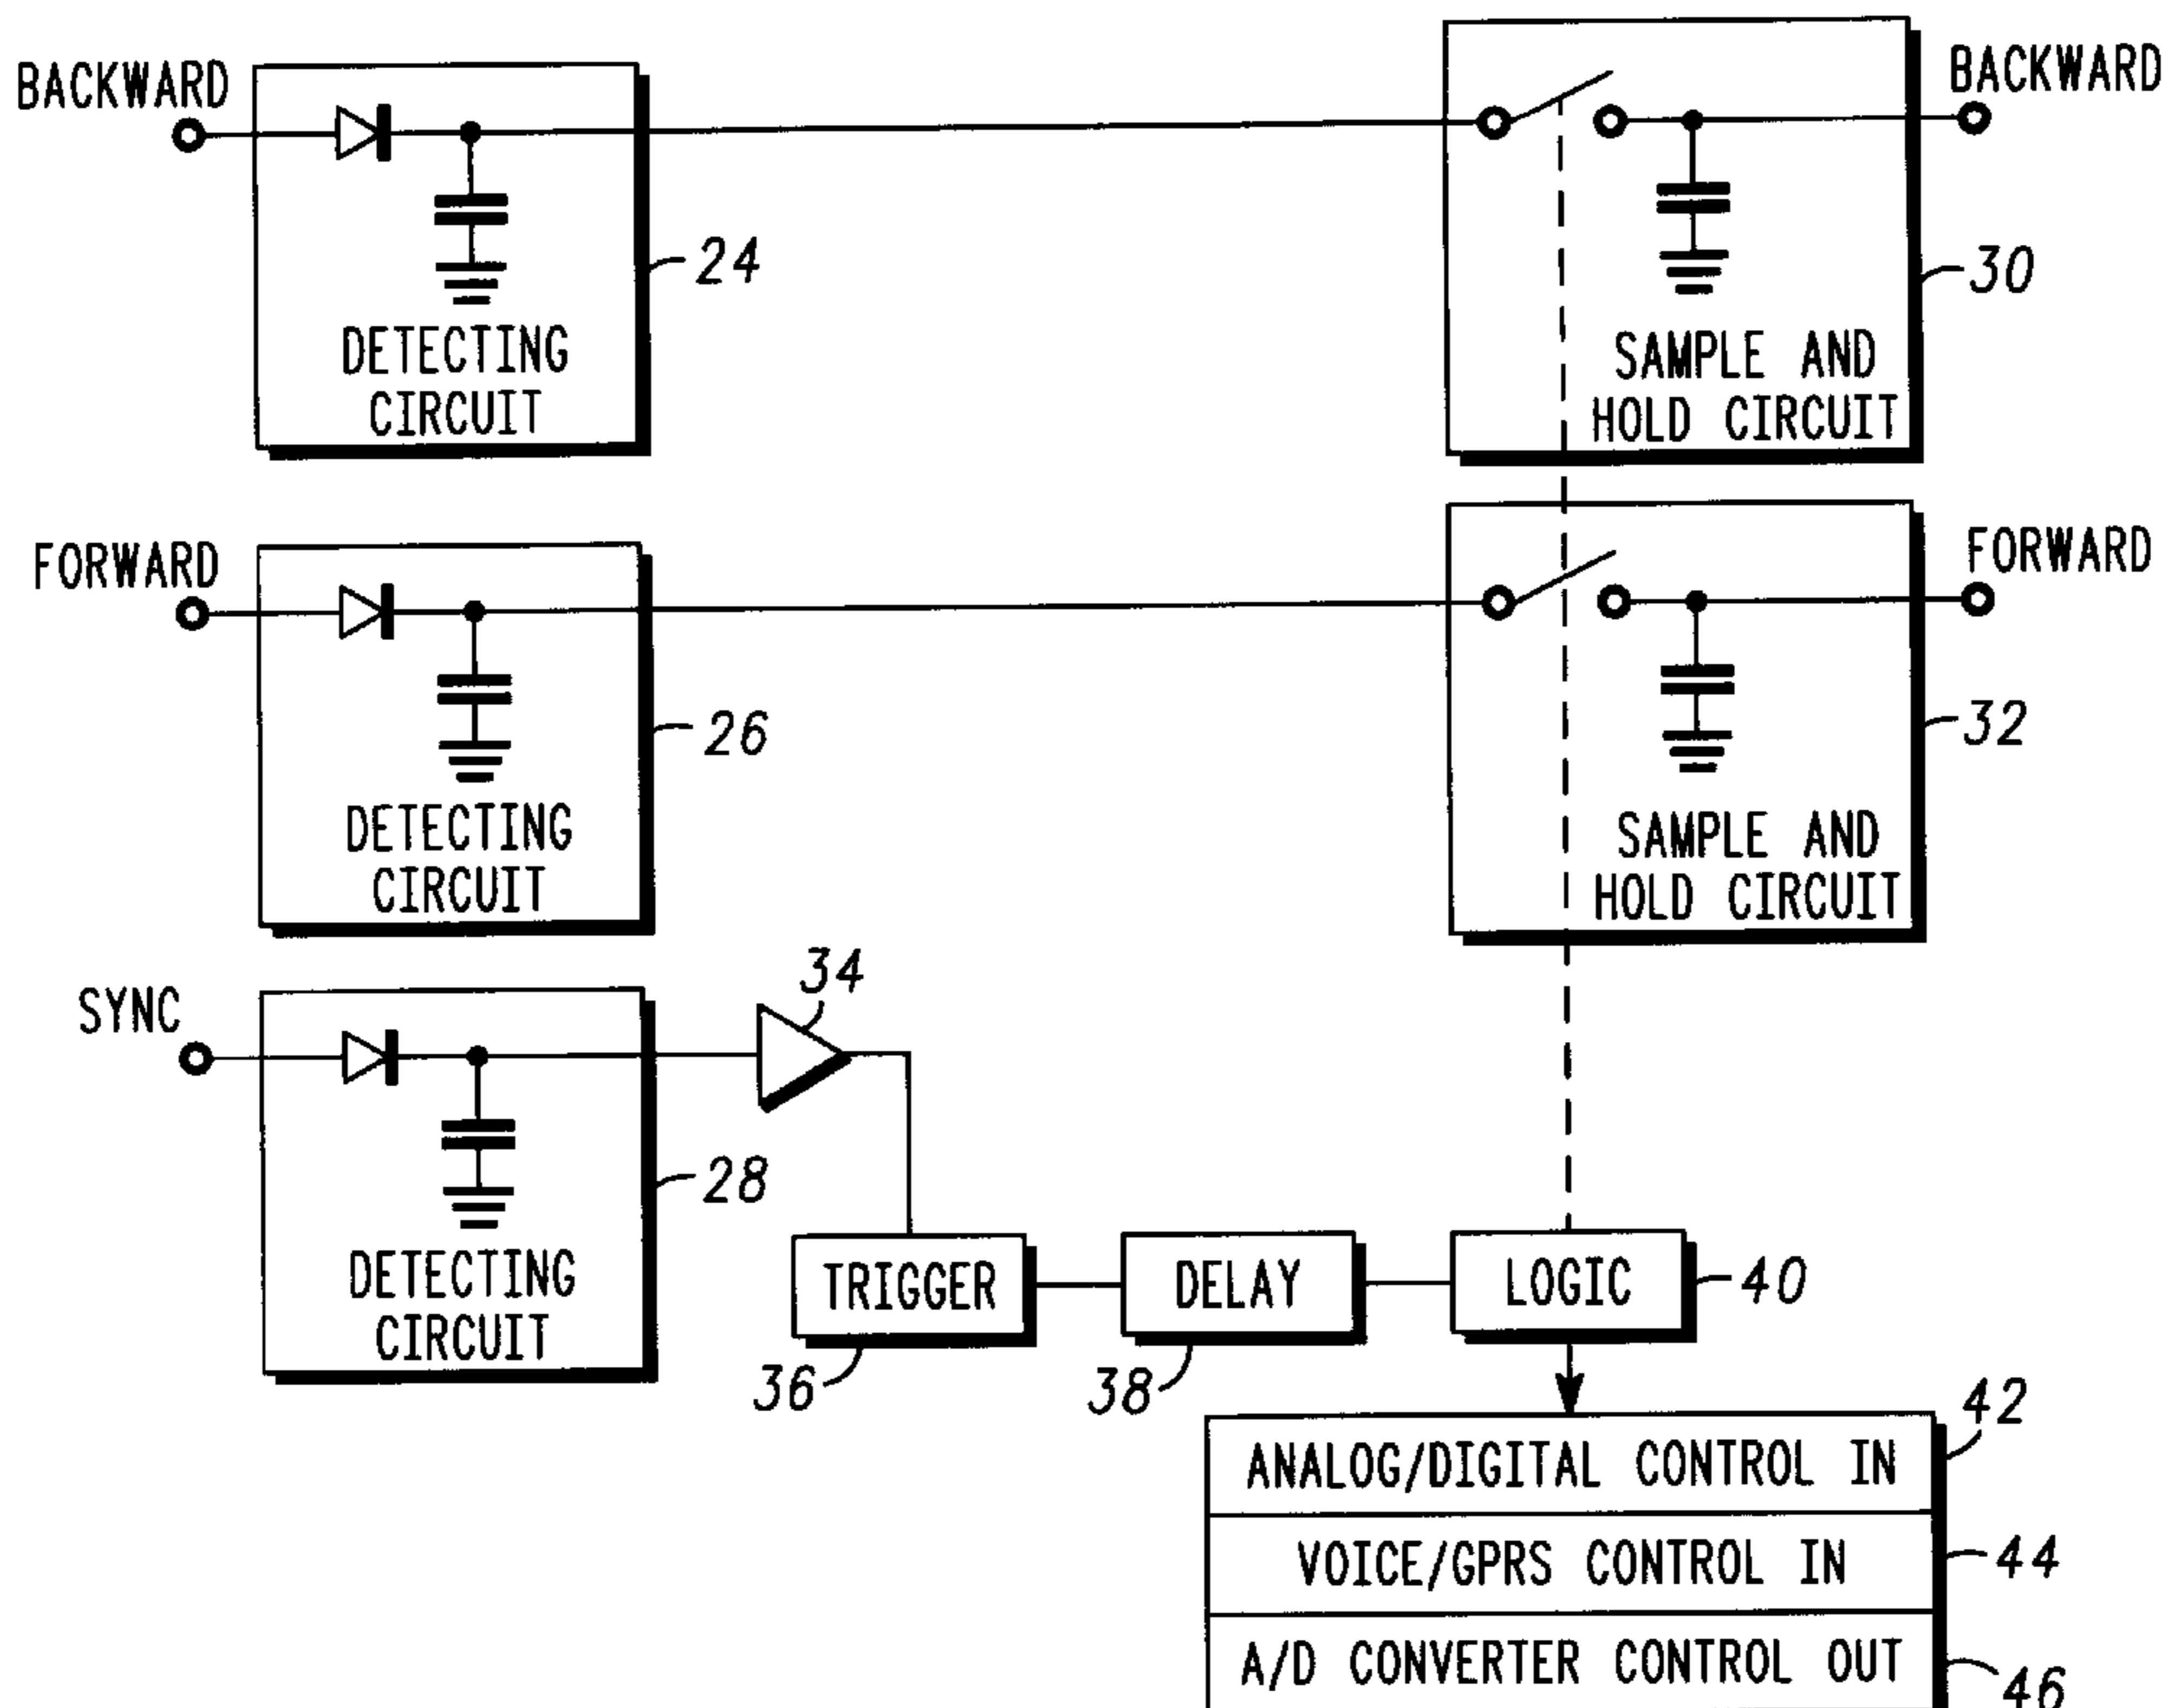 BACKWARD
BACKWARD
24
30
DETECTING
CIRCUIT
SAMPLE AND
HOLD CIRCUIT
FORWARD
FORWARD
26
32
DETECTING
CIRCUIT
SAMPLE AND
HOLD CIRCUIT
34
SYNC
28
DETECTING
CIRCUIT
TRIGGER
DELAY
LOGIC
40
36
38
42
ANALOG/DIGITAL CONTROL IN
VOICE/GPRS CONTROL IN
44
A/D CONVERTER CONTROL OUT
46